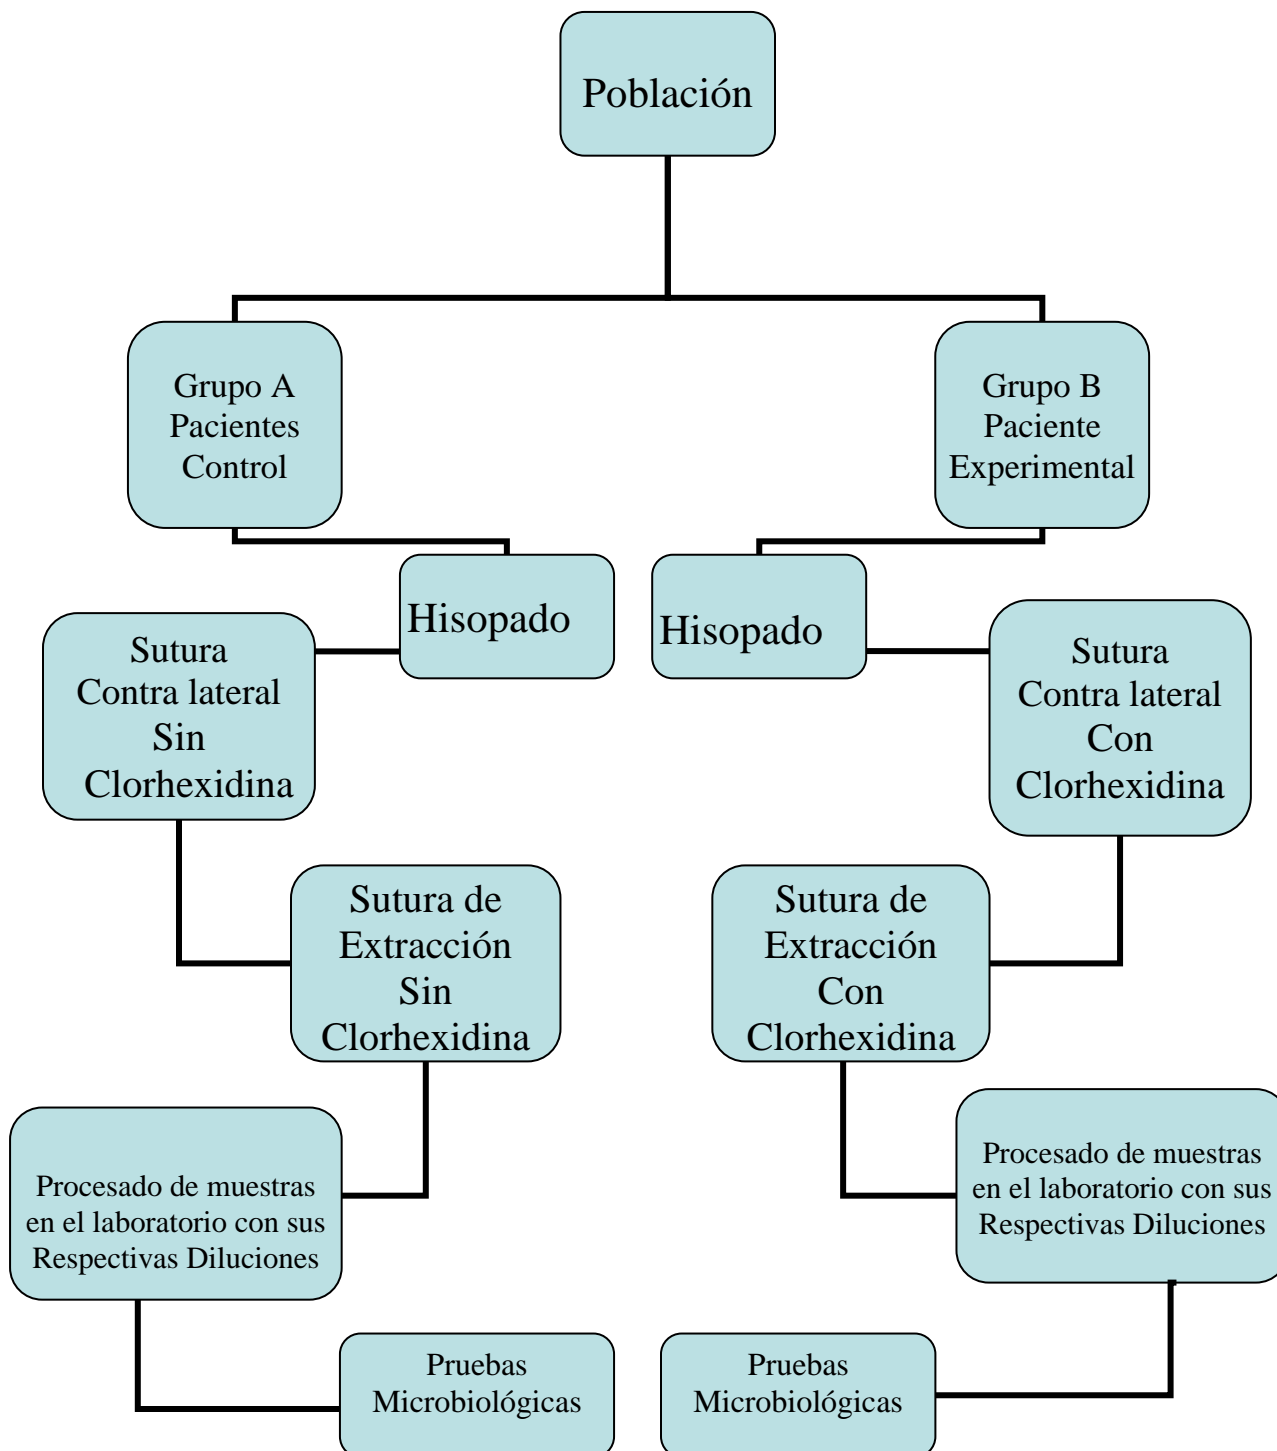 Población
Grupo A
Pacientes
Control
Grupo B
Paciente
Experimental
Hisopado
Hisopado
Sutura
Contra lateral
Sin
Clorhexidina
Sutura
Contra lateral
Con
Clorhexidina
Sutura de
Extracción
Sin
Clorhexidina
Sutura de
Extracción
Con
Clorhexidina
Procesado de muestras
en el laboratorio con sus
Respectivas Diluciones
Procesado de muestras
en el laboratorio con sus
Respectivas Diluciones
Pruebas
Microbiológicas
Pruebas
Microbiológicas